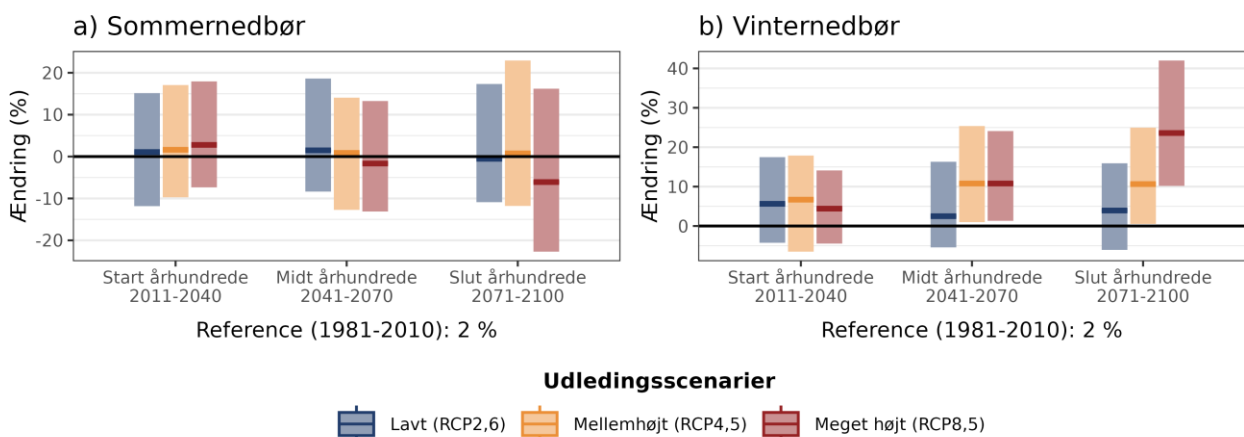 a) Sommernedbør
b) Vinternedbør
Ændring (%)
20
10
0
-10
-20
Start århundrede
2011-2040
Midt århundrede
2041-2070
Slut århundrede
2071-2100
Reference (1981-2010): 2 %
Ændring (%)
40
30
20
10
0
Start århundrede
2011-2040
Midt århundrede
2041-2070
Slut århundrede
2071-2100
Reference (1981-2010): 2 %
Udledingsscenarier
Lavt (RCP2,6)
Mellemhøjt (RCP4,5)
Meget højt (RCP8,5)